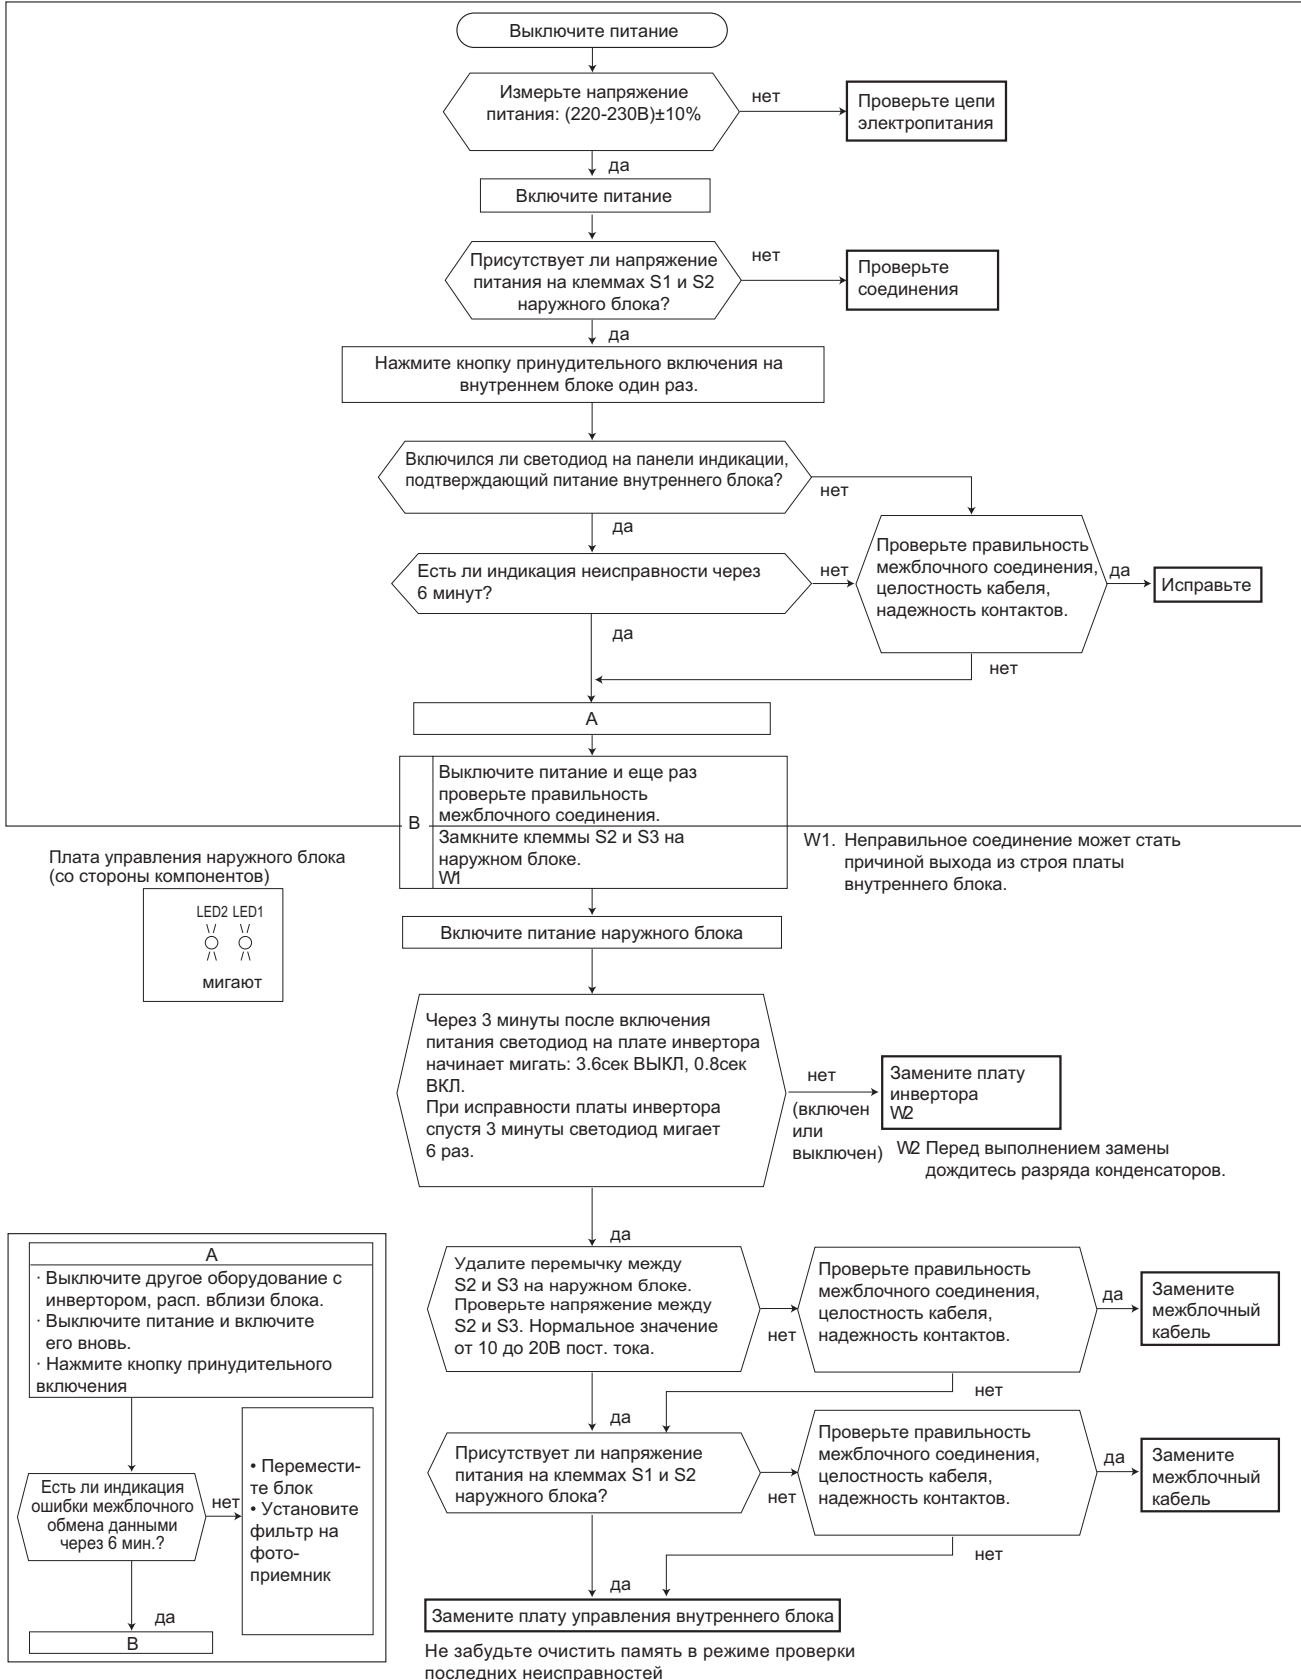 Выключите питание
Измерьте напряжение
питания: (220-230В)±10%
нет
Проверьте цепи
электропитания
да
Включите питание
Присутствует ли напряжение
питания на клеммах S1 и S2
наружного блока?
нет
Проверьте
соединения
да
Нажмите кнопку принудительного включения на
внутреннем блоке один раз.
Включился ли светодиод на панели индикации,
подтверждающий питание внутреннего блока?
нет
да
Проверьте правильность
межблочного соединения,
целостность кабеля,
надежность контактов.
да
Исправьте
Есть ли индикация неисправности через
6 минут?
нет
да
нет
А
В
Выключите питание и еще раз
проверьте правильность
межблочного соединения.
Замкните клеммы S2 и S3 на
наружном блоке.
W1
W1. Неправильное соединение может стать
причиной выхода из строя платы
внутреннего блока.
Плата управления наружного блока
(со стороны компонентов)
LED2 LED1
мигают
Включите питание наружного блока
Через 3 минуты после включения
питания светодиод на плате инвертора
начинает мигать: 3.6сек ВЫКЛ, 0.8сек
ВКЛ.
При исправности платы инвертора
спустя 3 минуты светодиод мигает
6 раз.
нет
(включен
или
выключен)
Замените плату
инвертора
W2
W2 Перед выполнением замены
дождитесь разряда конденсаторов.
да
Удалите перемычку между
S2 и S3 на наружном блоке.
Проверьте напряжение между
S2 и S3. Нормальное значение
от 10 до 20В пост. тока.
нет
Проверьте правильность
межблочного соединения,
целостность кабеля,
надежность контактов.
да
Замените
межблочный
кабель
нет
да
Присутствует ли напряжение
питания на клеммах S1 и S2
наружного блока?
нет
Проверьте правильность
межблочного соединения,
целостность кабеля,
надежность контактов.
да
Замените
межблочный
кабель
нет
да
Замените плату управления внутреннего блока
Не забудьте очистить память в режиме проверки
последних неисправностей
А
· Выключите другое оборудование с
инвертором, расп. вблизи блока.
· Выключите питание и включите
его вновь.
· Нажмите кнопку принудительного
включения
Есть ли индикация
ошибки межблочного
обмена данными
через 6 мин.?
нет
• Перемести-
те блок
• Установите
фильтр на
фото-
приемник
да
В